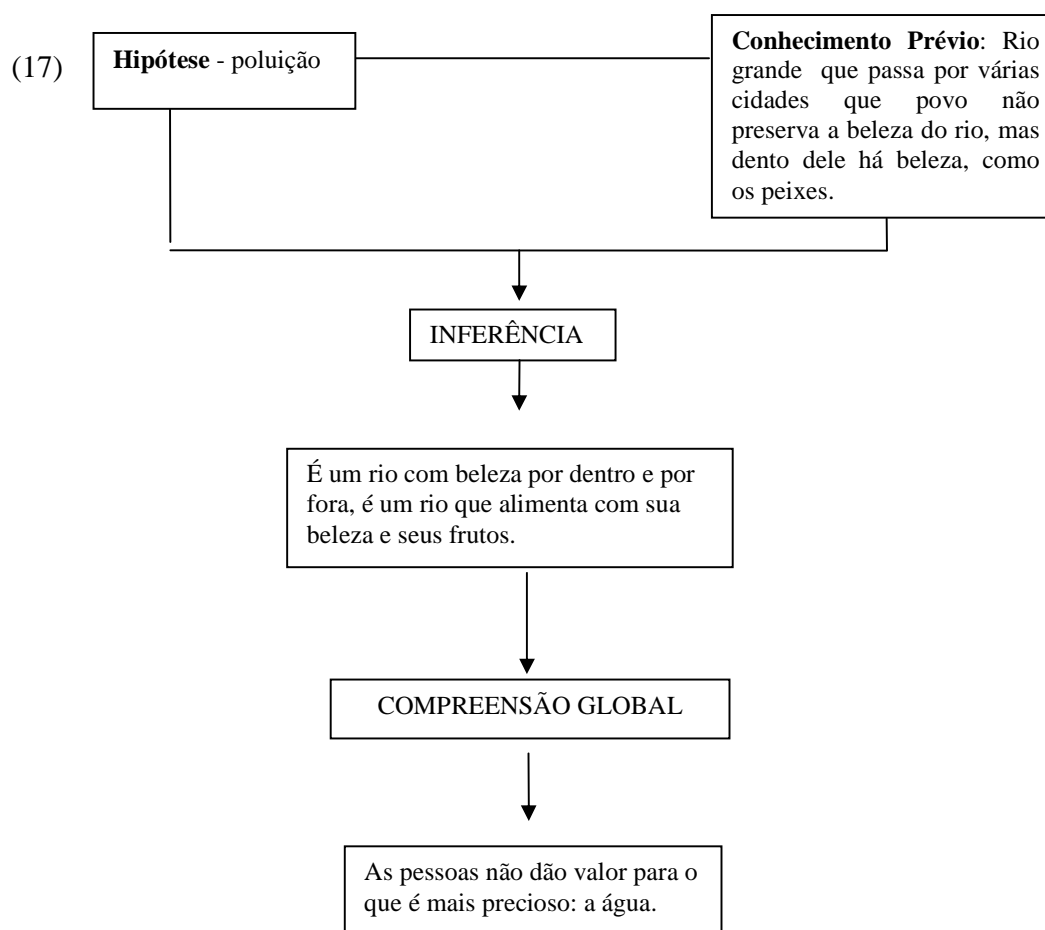 (17)
Hipótese - poluição
Conhecimento Prévio: Rio
grande que passa por várias
cidades que povo não
preserva a beleza do rio, mas
dento dele há beleza, como
os peixes.
INFERÊNCIA
É um rio com beleza por dentro e por
fora, é um rio que alimenta com sua
beleza e seus frutos.
COMPREENSÃO GLOBAL
As pessoas não dão valor para o
que é mais precioso: a água.